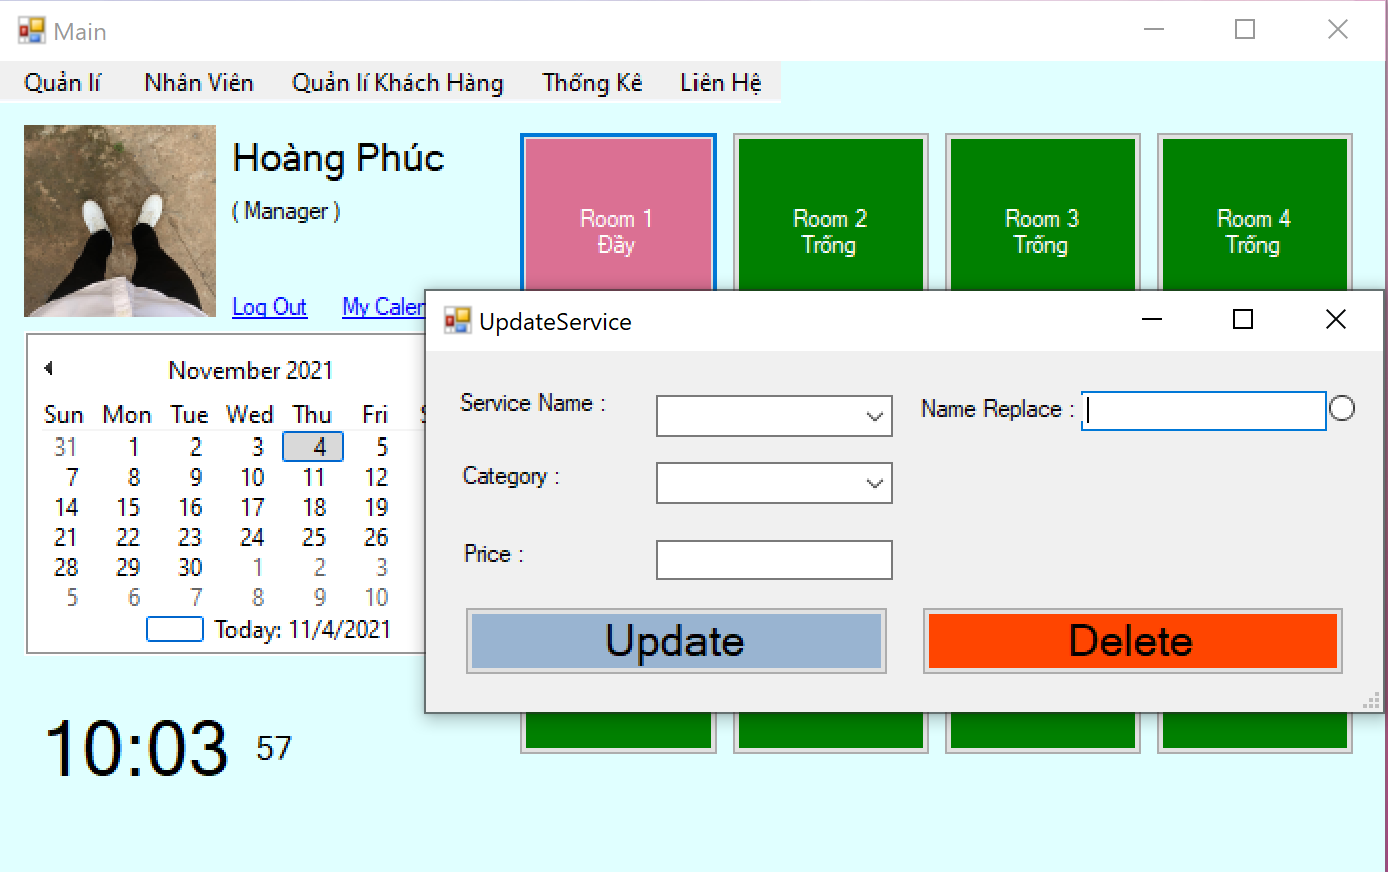 Main
Quản lí Nhân Viên Quản lí Khách Hàng Thống Kê Liên Hệ
Hoàng Phúc
( Manager )
Log Out My Calen
Room 1
Đầy
Room 2
Trống
Room 3
Trống
Room 4
Trống
November 2021
Sun Mon Tue Wed Thu Fri S
31 1 2 3 4 5
7 8 9 10 11 12
14 15 16 17 18 19
21 22 23 24 25 26
28 29 30 1 2 3
5 6 7 8 9 10
Today: 11/4/2021
10:03 57
UpdateService
Service Name :
Name Replace :
Category :
Price :
Update
Delete